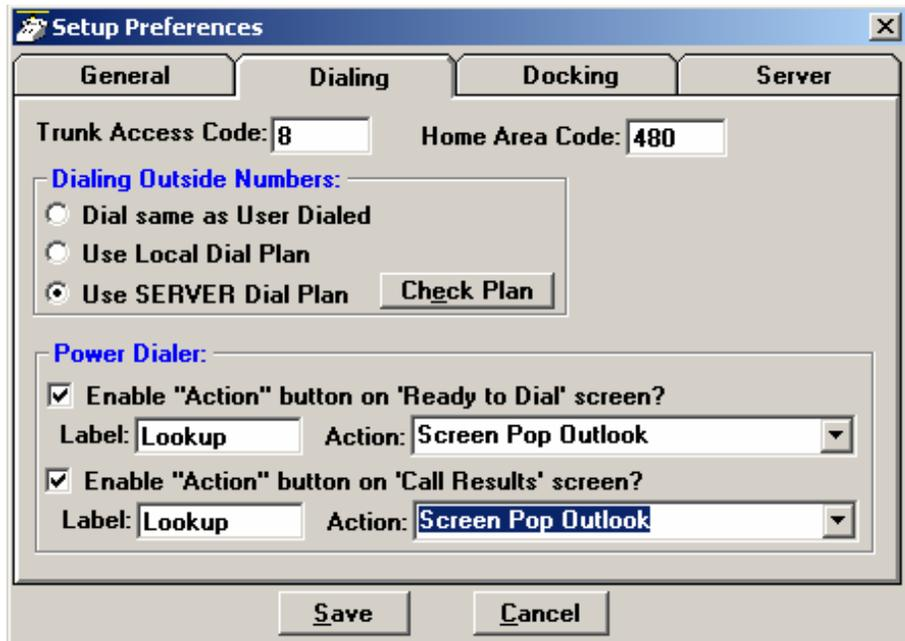 Setup Preferences
General Dialing Docking Server
Trunk Access Code: 8 Home Area Code: 480
Dialing Outside Numbers:
Dial same as User Dialed
Use Local Dial Plan
Use SERVER Dial Plan Check Plan
Power Dialer:
Enable "Action" button on 'Ready to Dial' screen?
Label: Lookup Action: Screen Pop Outlook
Enable "Action" button on 'Call Results' screen?
Label: Lookup Action: Screen Pop Outlook
Save Cancel